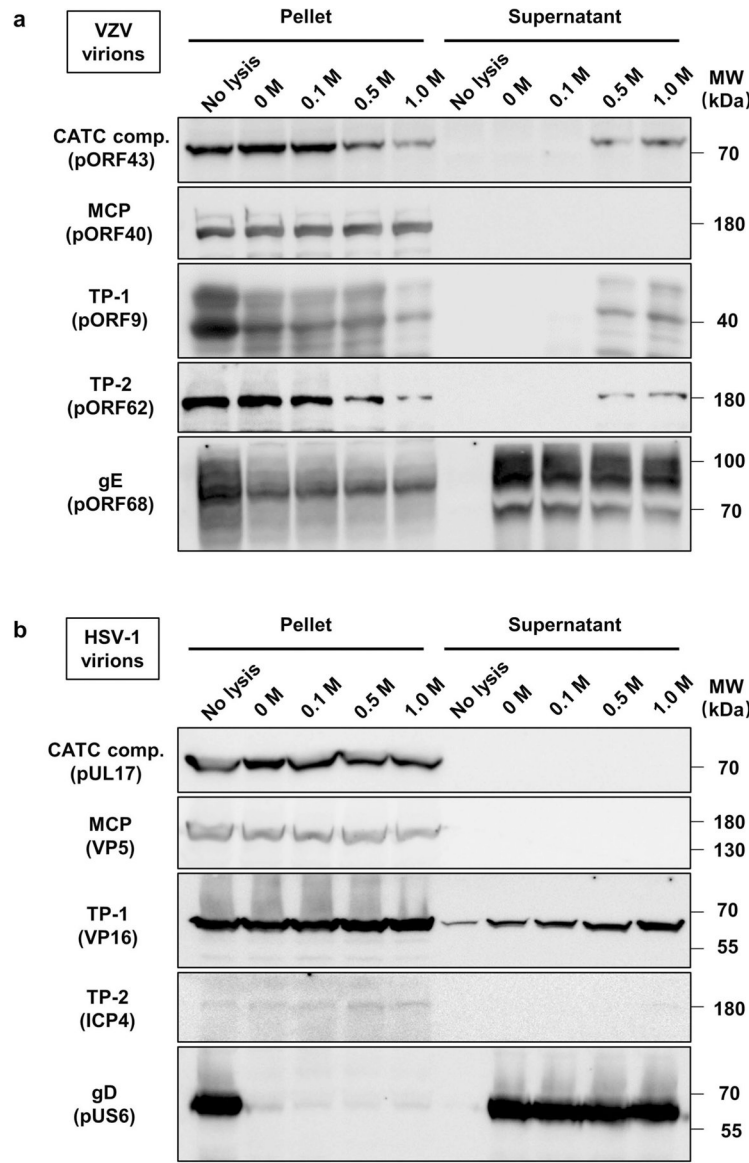 a
VZV
virions
Pellet
Supernatant
No lysis
0 M
0.1 M
0.5 M
1.0 M
No lysis
0 M
0.1 M
0.5 M
1.0 M
MW
(kDa)
CATC comp.
(pORF43)
70
MCP
(pORF40)
180
TP-1
(pORF9)
40
TP-2
(pORF62)
180
gE
(pORF68)
100
70
b
HSV-1
virions
Pellet
Supernatant
No lysis
0 M
0.1 M
0.5 M
1.0 M
No lysis
0 M
0.1 M
0.5 M
1.0 M
MW
(kDa)
CATC comp.
(pUL17)
70
MCP
(VP5)
180
130
TP-1
(VP16)
70
55
TP-2
(ICP4)
180
gD
(pUS6)
70
55